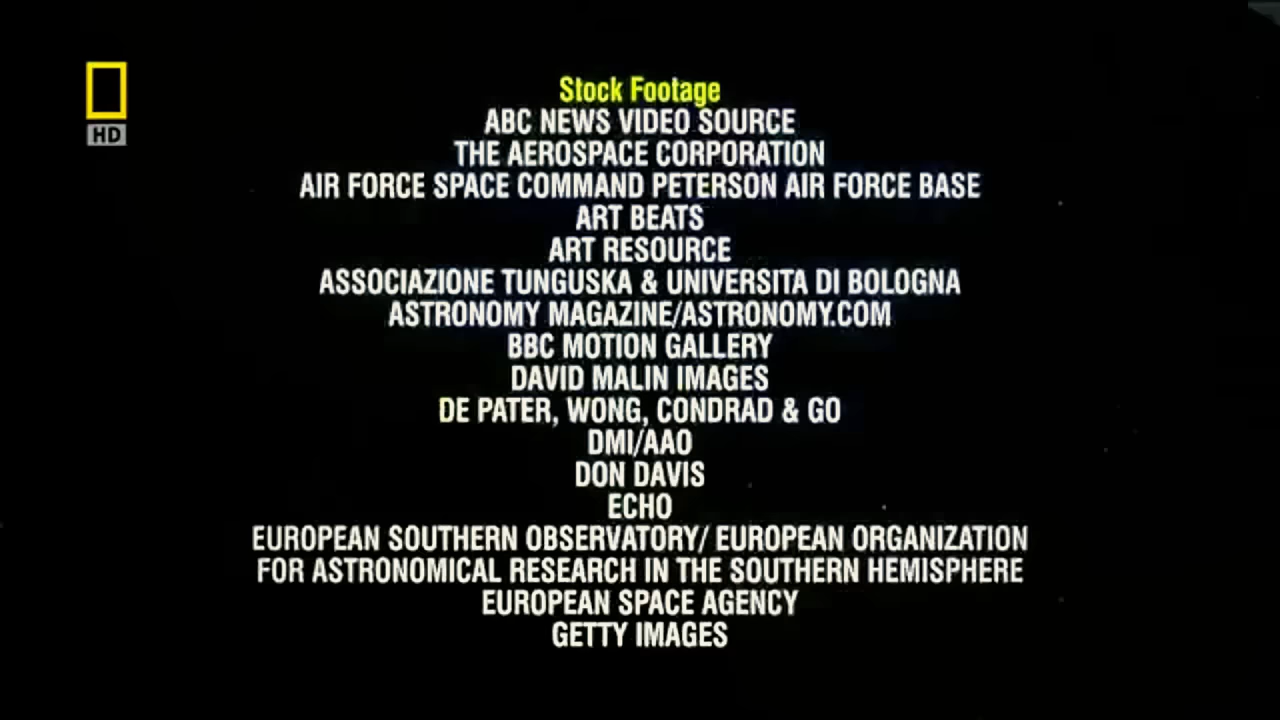 HD
Stock Footage
ABC NEWS VIDEO SOURCE
THE AEROSPACE CORPORATION
AIR FORCE SPACE COMMAND PETERSON AIR FORCE BASE
ART BEATS
ART RESOURCE
ASSOCIAZIONE TUNGUSKA & UNIVERSITA DI BOLOGNA
ASTRONOMY MAGAZINE/ASTRONOMY.COM
BBC MOTION GALLERY
DAVID MALIN IMAGES
DE PATER, WONG, CONDRAD & GO
DMI/AAO
DON DAVIS
ECHO
EUROPEAN SOUTHERN OBSERVATORY/ EUROPEAN ORGANIZATION
FOR ASTRONOMICAL RESEARCH IN THE SOUTHERN HEMISPHERE
EUROPEAN SPACE AGENCY
GETTY IMAGES